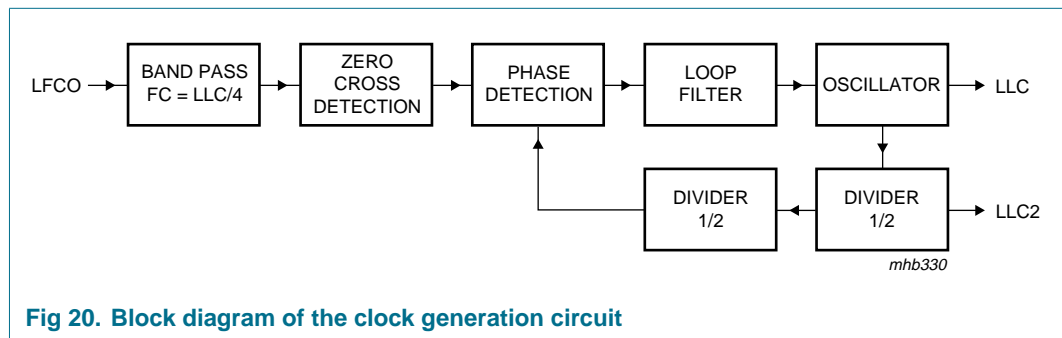 LFCO
BAND PASS
FC = LLC/4
ZERO
CROSS
DETECTION
PHASE
DETECTION
LOOP
FILTER
OSCILLATOR
LLC
DIVIDER
1/2
DIVIDER
1/2
LLC2
mhb330
Fig 20. Block diagram of the clock generation circuit